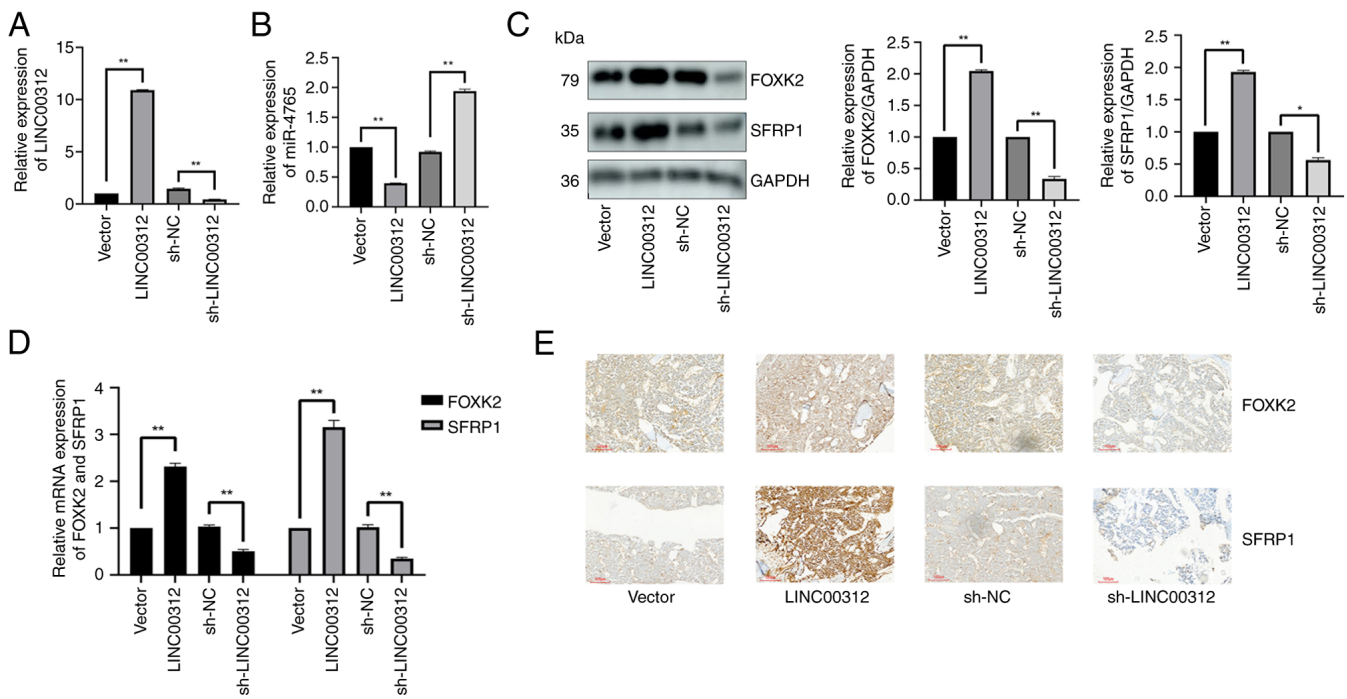 A
Relative expression
of LINC00312
15
10
5
0
**
**
Vector
LINC00312
sh-NC
sh-LINC00312
B
Relative expression
of miR-4765
2.5
2.0
1.5
1.0
0.5
0.0
**
**
Vector
LINC00312
sh-NC
sh-LINC00312
C
kDa
79
FOXK2
35
SFRP1
36
GAPDH
Vector
LINC00312
sh-NC
sh-LINC00312
Relative expression
of FOXK2/GAPDH
2.5
2.0
1.5
1.0
0.5
0.0
**
**
Vector
LINC00312
sh-NC
sh-LINC00312
Relative expression
of SFRP1/GAPDH
2.5
2.0
1.5
1.0
0.5
0.0
**
*
Vector
LINC00312
sh-NC
sh-LINC00312
D
Relative mRNA expression
of FOXK2 and SFRP1
4
3
2
1
0
**
**
**
**
FOXK2
SFRP1
Vector
LINC00312
sh-NC
sh-LINC00312
Vector
LINC00312
sh-NC
sh-LINC00312
E
FOXK2
SFRP1
Vector
LINC00312
sh-NC
sh-LINC00312